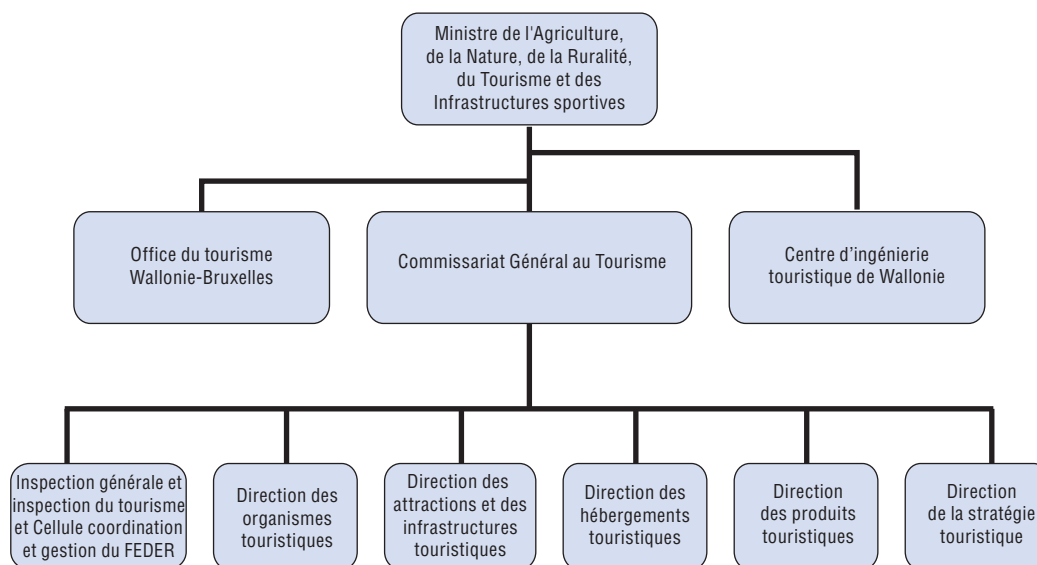 Ministre de l'Agriculture,
de la Nature, de la Ruralité,
du Tourisme et des
Infrastructures sportives
Office du tourisme
Wallonie-Bruxelles
Commissariat Général au Tourisme
Centre d’ingénierie
touristique de Wallonie
Inspection générale et
inspection du tourisme
et Cellule coordination
et gestion du FEDER
Direction des
organismes
touristiques
Direction des
attractions et des
infrastructures
touristiques
Direction des
hébergements
touristiques
Direction
des produits
touristiques
Direction
de la stratégie
touristique